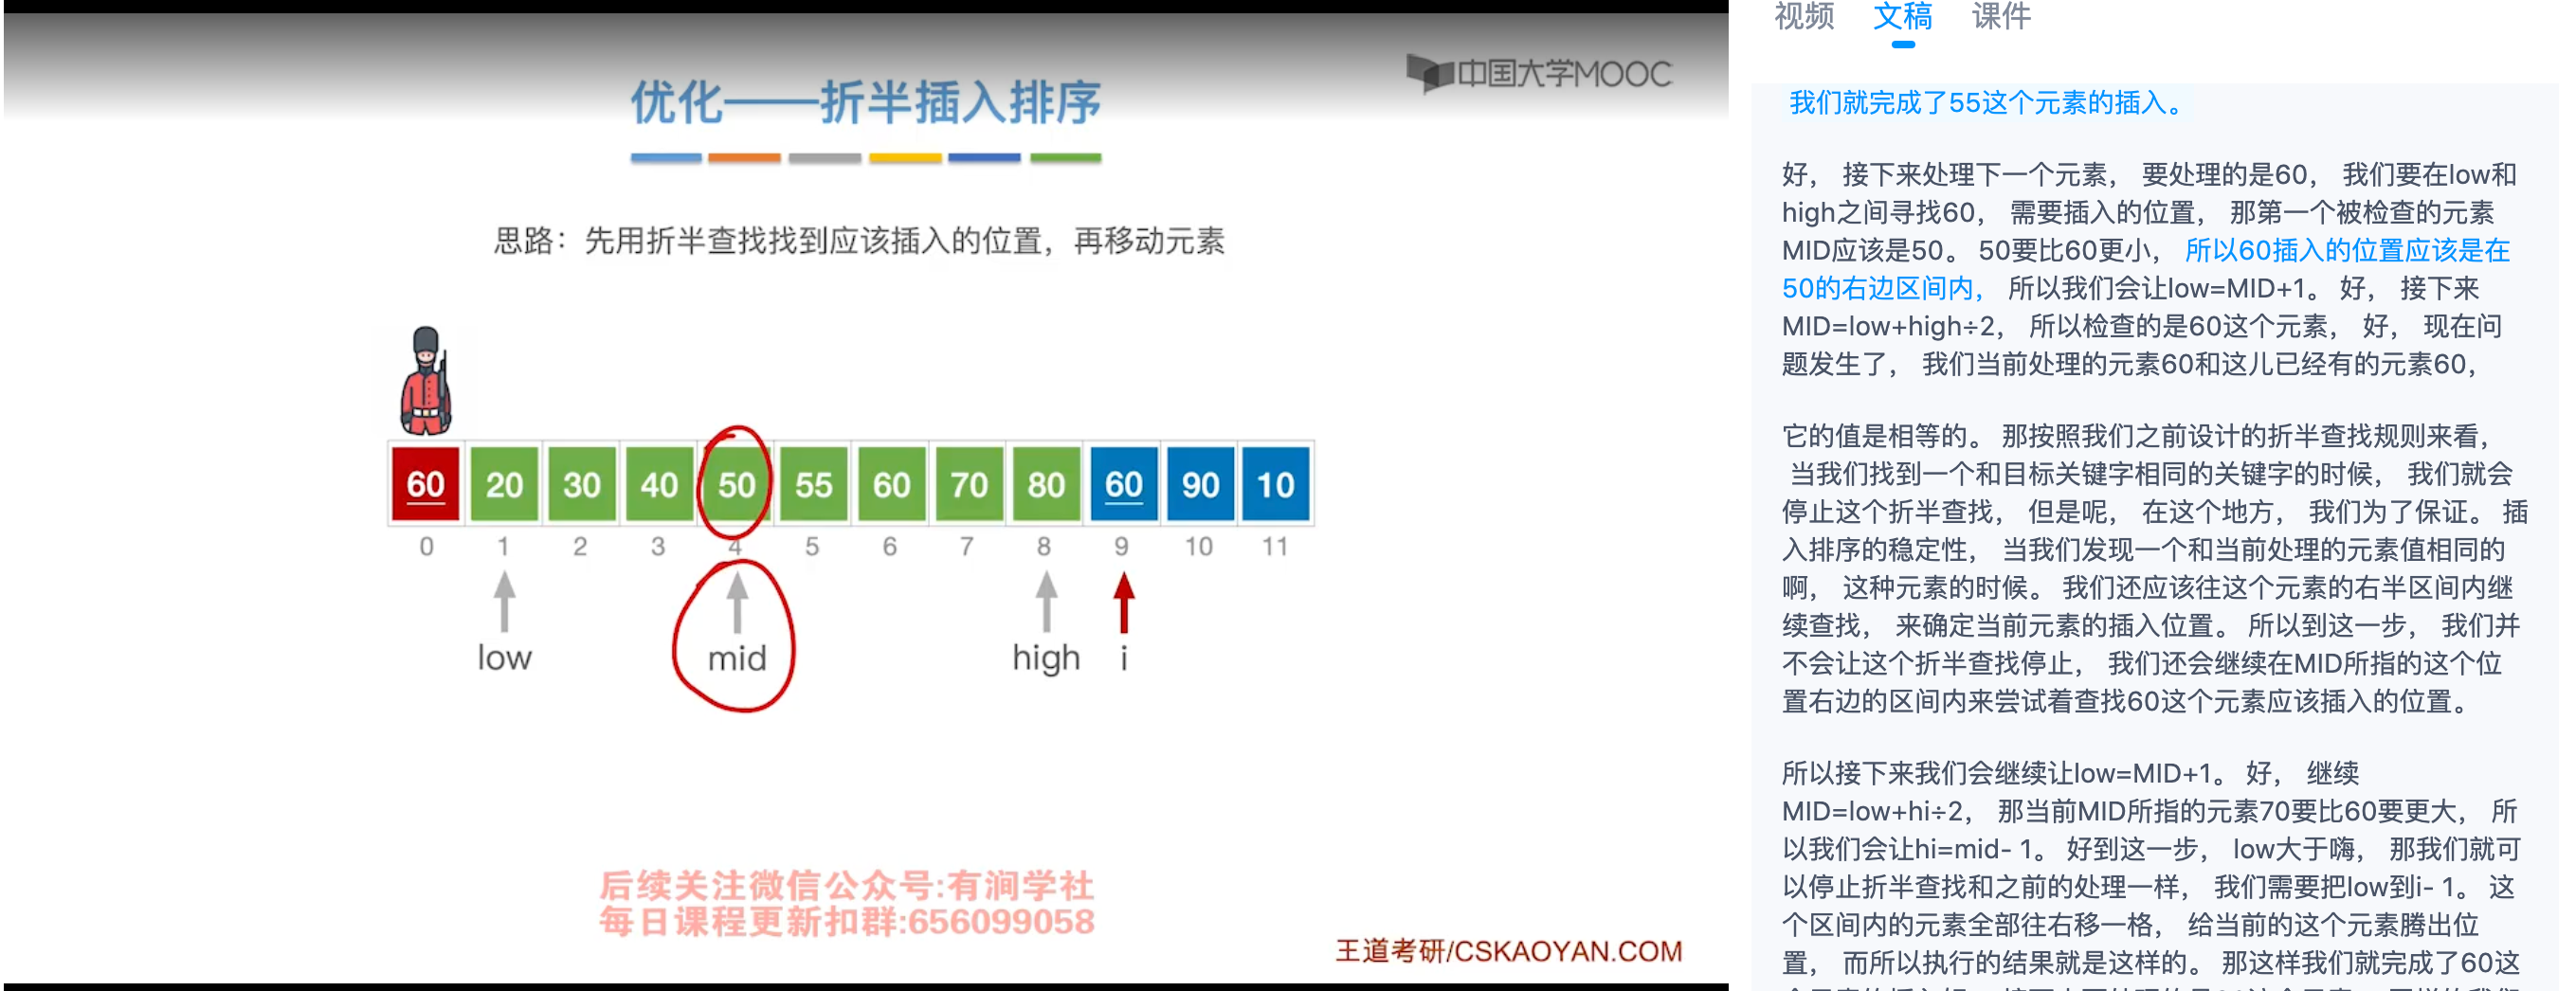 中国大学MOOC
优化——折半插入排序
思路：先用折半查找找到应该插入的位置，再移动元素
60 20 30 40 50 55 60 70 80 60 90 10
0 1 2 3 4 5 6 7 8 9 10 11
low mid high i
后续关注微信公众号:有涧学社
每日课程更新扣群:656099058
王道考研/CSKAOYAN.COM
视频 文稿 课件
我们就完成了55这个元素的插入。
好， 接下来处理下一个元素， 要处理的是60， 我们要在low和
high之间寻找60， 需要插入的位置， 那第一个被检查的元素
MID应该是50。 50要比60更小， 所以60插入的位置应该是在
50的右边区间内， 所以我们会让low=MID+1。 好， 接下来
MID=low+high÷2， 所以检查的是60这个元素， 好， 现在问
题发生了， 我们当前处理的元素60和这儿已经有的元素60，
它的值是相等的。 那按照我们之前设计的折半查找规则来看，
当我们找到一个和目标关键字相同的关键字的时候， 我们就会
停止这个折半查找， 但是呢， 在这个地方， 我们为了保证。 插
入排序的稳定性， 当我们发现一个和当前处理的元素值相同的
啊， 这种元素的时候。 我们还应该往这个元素的右半区间内继
续查找， 来确定当前元素的插入位置。 所以到这一步， 我们并
不会让这个折半查找停止， 我们还会继续在MID所指的这个位
置右边的区间内来尝试着查找60这个元素应该插入的位置。
所以接下来我们会继续让low=MID+1。 好， 继续
MID=low+hi÷2， 那当前MID所指的元素70要比60要更大， 所
以我们会让hi=mid- 1。 好到这一步， low大于嗨， 那我们就可
以停止折半查找和之前的处理一样， 我们需要把low到i- 1。 这
个区间内的元素全部往右移一格， 给当前的这个元素腾出位
置， 而所以执行的结果就是这样的。 那这样我们就完成了60这